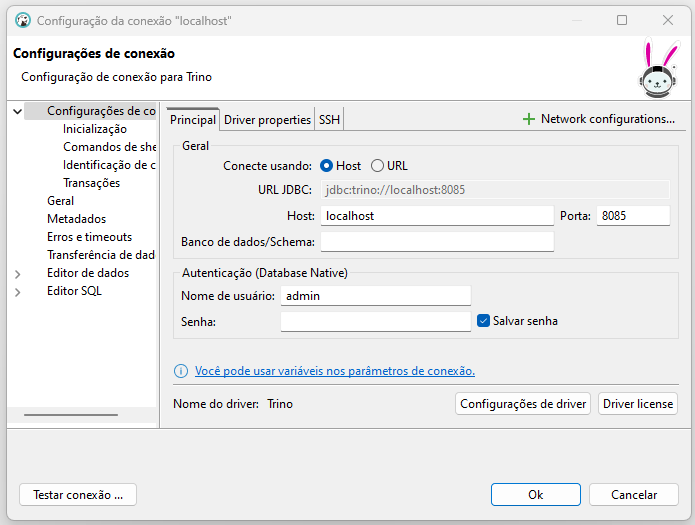 Configuração da conexão "localhost"
Configurações de conexão
Configuração de conexão para Trino
Configurações de co
Inicialização
Comandos de she
Identificação de c
Transações
Geral
Metadados
Erros e timeouts
Transferência de dad
Editor de dados
Editor SQL
Principal Driver properties SSH
Network configurations...
Geral
Conecte usando: Host URL
URL JDBC: jdbc:trino://localhost:8085
Host: localhost Porta: 8085
Banco de dados/Schema:
Autenticação (Database Native)
Nome de usuário: admin
Senha: Salvar senha
Você pode usar variáveis nos parâmetros de conexão.
Nome do driver: Trino Configurações de driver Driver license
Testar conexão ... Ok Cancelar